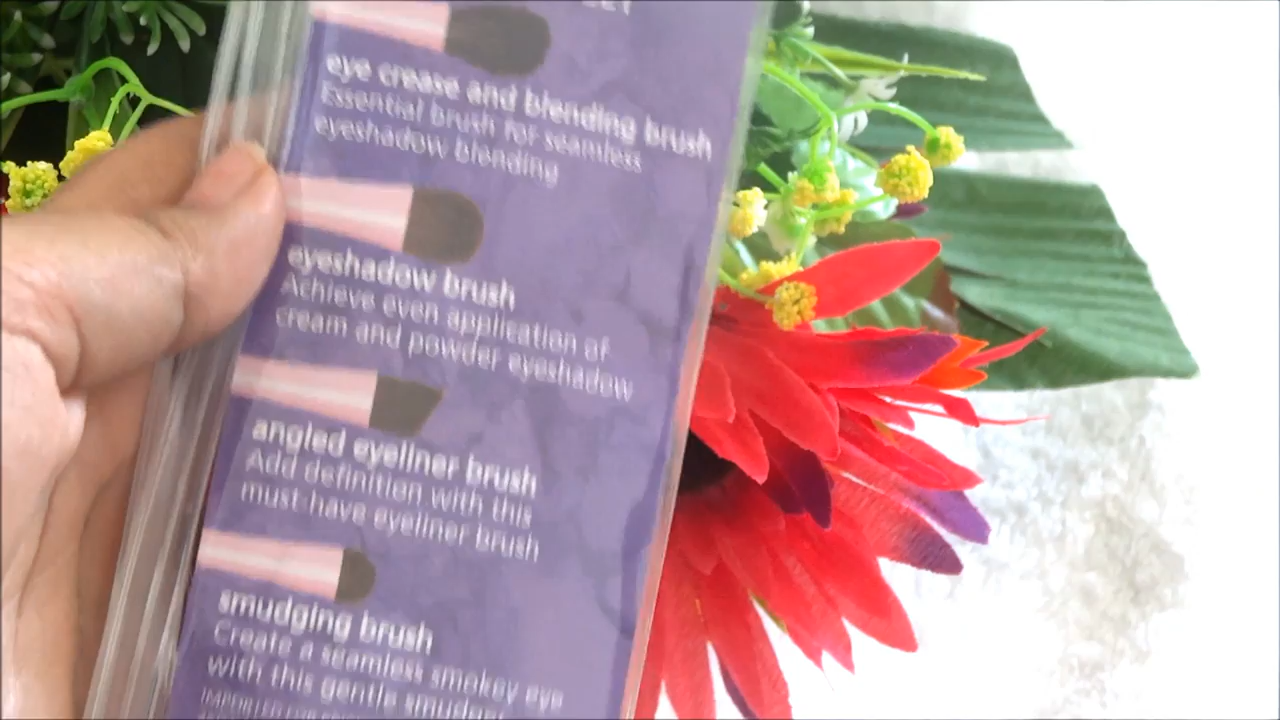 eye crease and blending brush
Essential brush for seamless
eyeshadow blending
eyeshadow brush
Achieve even application of
cream and powder eyeshadow
angled eyeliner brush
Add definition with this
must-have eyeliner brush
smudging brush
Create a seamless smokey eye
with this gentle smudger